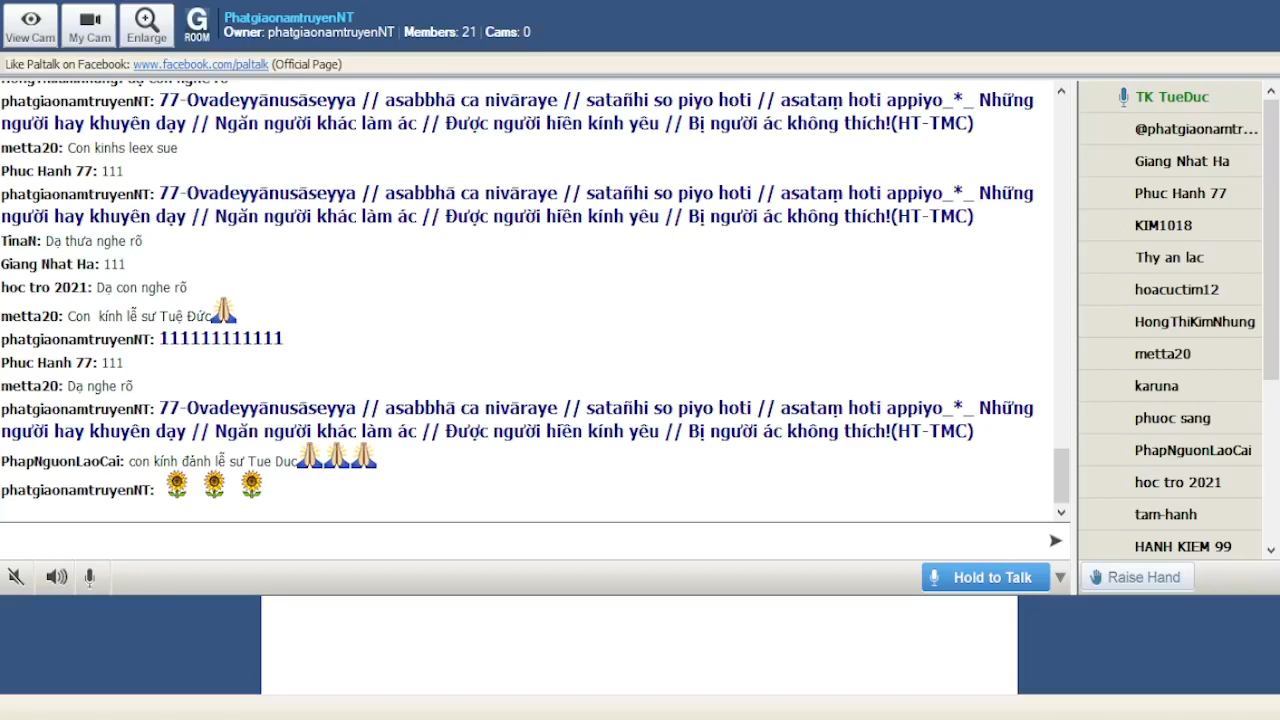 PhatgiaonamtruyenNT
Owner: phatgiaonamtruyenNT | Members: 21 | Cams: 0
View Cam
My Cam
Enlarge
G
ROOM
Like Paltalk on Facebook: www.facebook.com/paltalk (Official Page)
phatgiaonamtruyenNT: 77-Ovadeyyānusāseyya // asabbhā ca nivāraye // satañhi so piyo hoti // asataṃ hoti appiyo_*_ Những
người hay khuyên dạy // Ngăn người khác làm ác // Được người hiền kính yêu // Bị người ác không thích!(HT-TMC)
metta20: Con kinhs leex sue
Phuc Hanh 77: 111
phatgiaonamtruyenNT: 77-Ovadeyyānusāseyya // asabbhā ca nivāraye // satañhi so piyo hoti // asataṃ hoti appiyo_*_ Những
người hay khuyên dạy // Ngăn người khác làm ác // Được người hiền kính yêu // Bị người ác không thích!(HT-TMC)
TinaN: Dạ thưa nghe rõ
Giang Nhat Ha: 111
hoc tro 2021: Dạ con nghe rõ
metta20: Con kính lễ sư Tuệ Đức
phatgiaonamtruyenNT: 111111111111
Phuc Hanh 77: 111
metta20: Dạ nghe rõ
phatgiaonamtruyenNT: 77-Ovadeyyānusāseyya // asabbhā ca nivāraye // satañhi so piyo hoti // asataṃ hoti appiyo_*_ Những
người hay khuyên dạy // Ngăn người khác làm ác // Được người hiền kính yêu // Bị người ác không thích!(HT-TMC)
PhapNguonLaoCai: con kính đảnh lễ sư Tue Duc
phatgiaonamtruyenNT:
Hold to Talk
TK TueDuc
@phatgiaonamtr...
Giang Nhat Ha
Phuc Hanh 77
KIM1018
Thy an lac
hoacuctim12
HongThiKimNhung
metta20
karuna
phuoc sang
PhapNguonLaoCai
hoc tro 2021
tam-hanh
HANH KIEM 99
Raise Hand